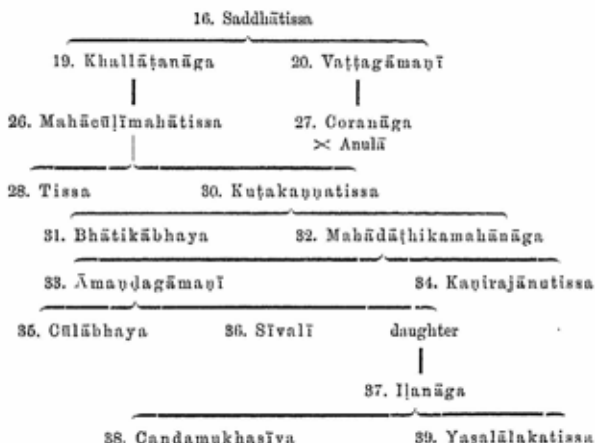 16. Saddhātissa
19. Khallāṭanāga 20. Vaṭṭagāmaṇī
26. Mahācūḷīmahātissa 27. Coranāga
× Anulā
28. Tissa 30. Kuṭakaṇṇatissa
31. Bhātikābhaya 32. Mahādāṭhikamahānāga
33. Āmaṇḍagāmaṇī 34. Kaṇirajānutissa
35. Cūlābhaya 36. Sīvalī daughter
37. Iḷanāga
38. Candamukhasīva 39. Yasalālakatissa